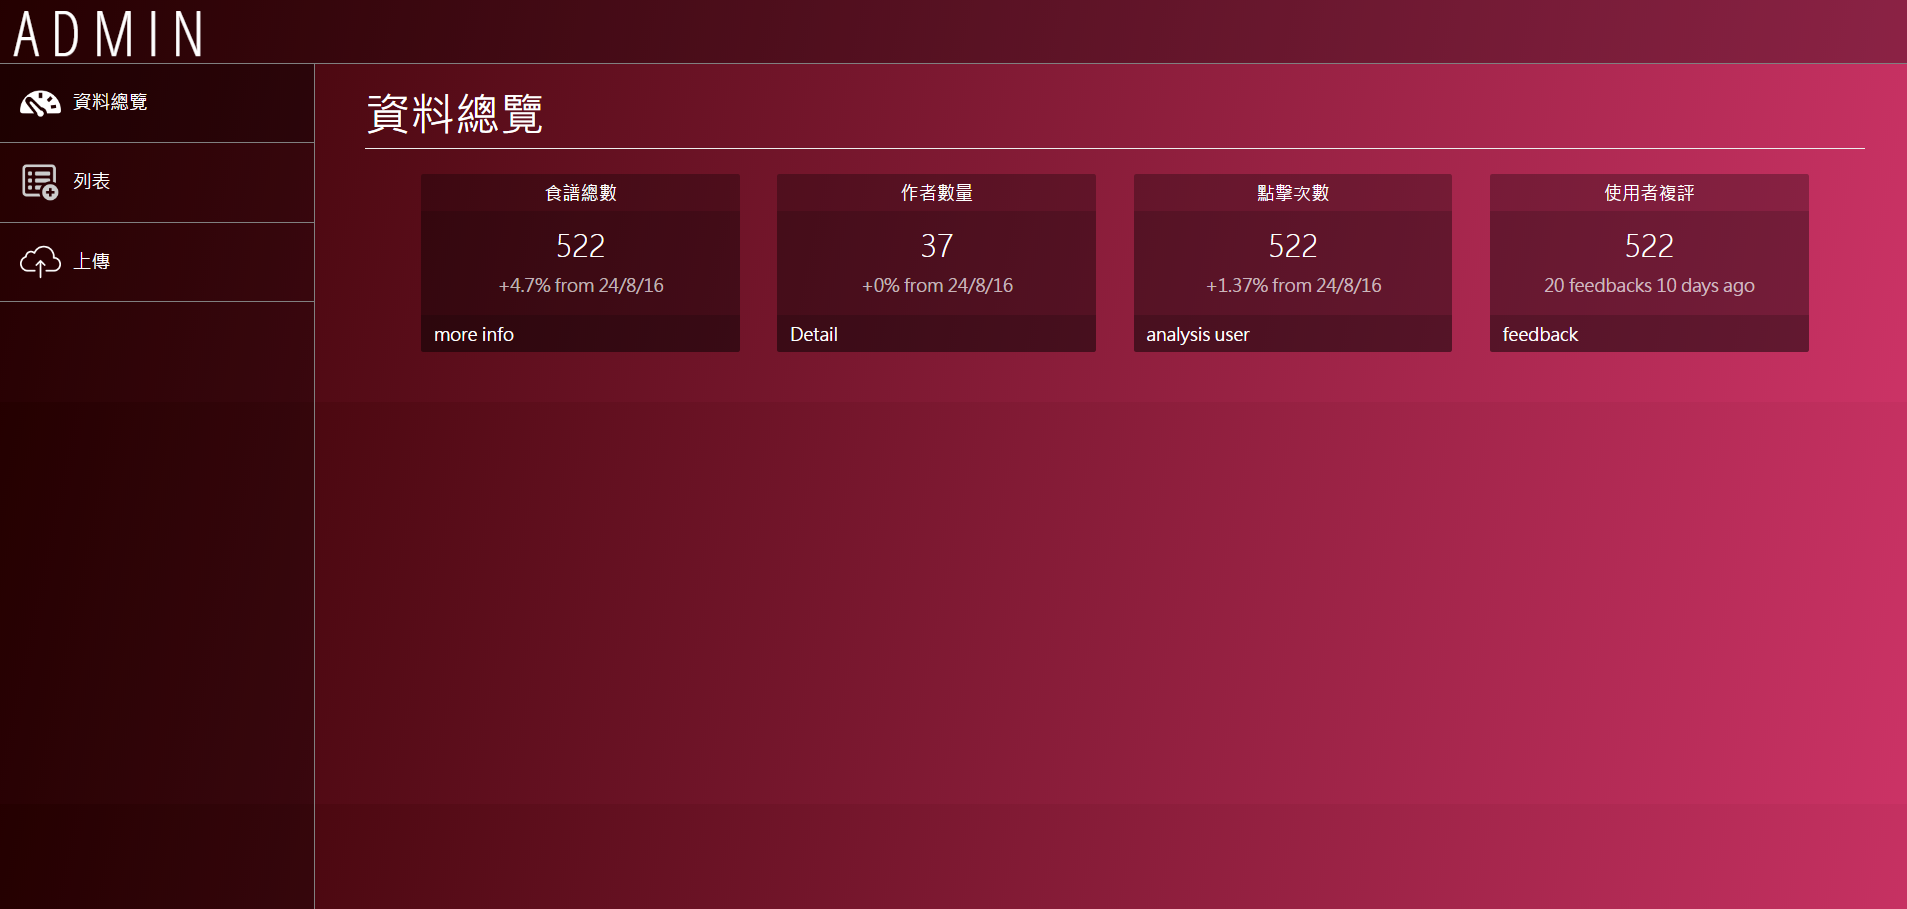 ADMIN
資料總覽
列表
上傳
資料總覽
食譜總數
522
+4.7% from 24/8/16
more info
作者數量
37
+0% from 24/8/16
Detail
點擊次數
522
+1.37% from 24/8/16
analysis user
使用者複評
522
20 feedbacks 10 days ago
feedback